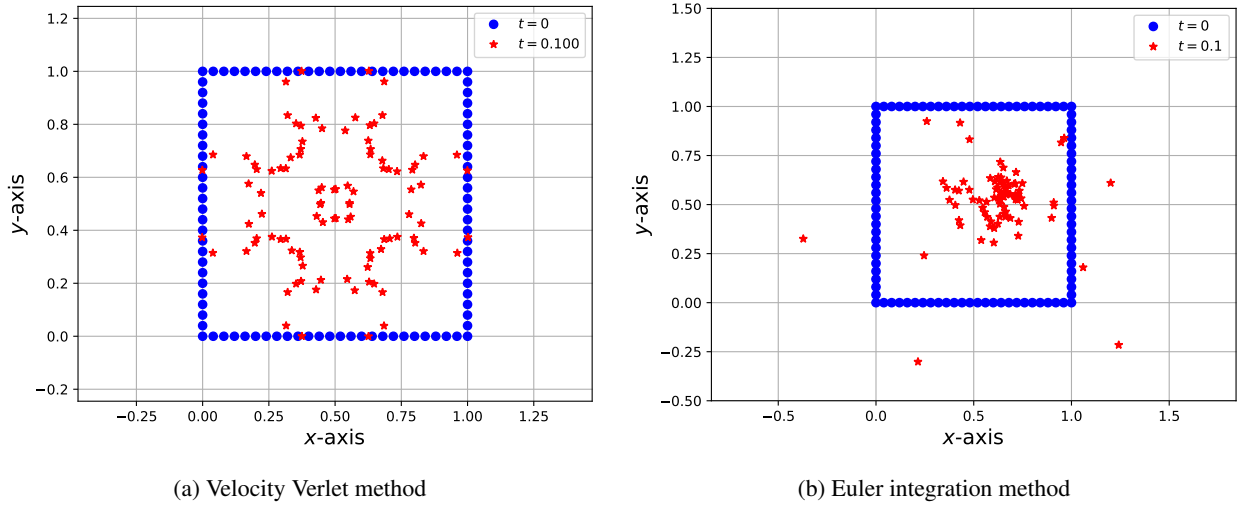 1.2
1.0
0.8
0.6
0.4
0.2
0.0
−0.2
y-axis
t = 0
t = 0.100
−0.25
0.00
0.25
0.50
0.75
1.00
1.25
x-axis
(a) Velocity Verlet method
1.50
1.25
1.00
0.75
0.50
0.25
0.00
−0.25
−0.50
y-axis
t = 0
t = 0.1
−0.5
0.0
0.5
1.0
1.5
x-axis
(b) Euler integration method